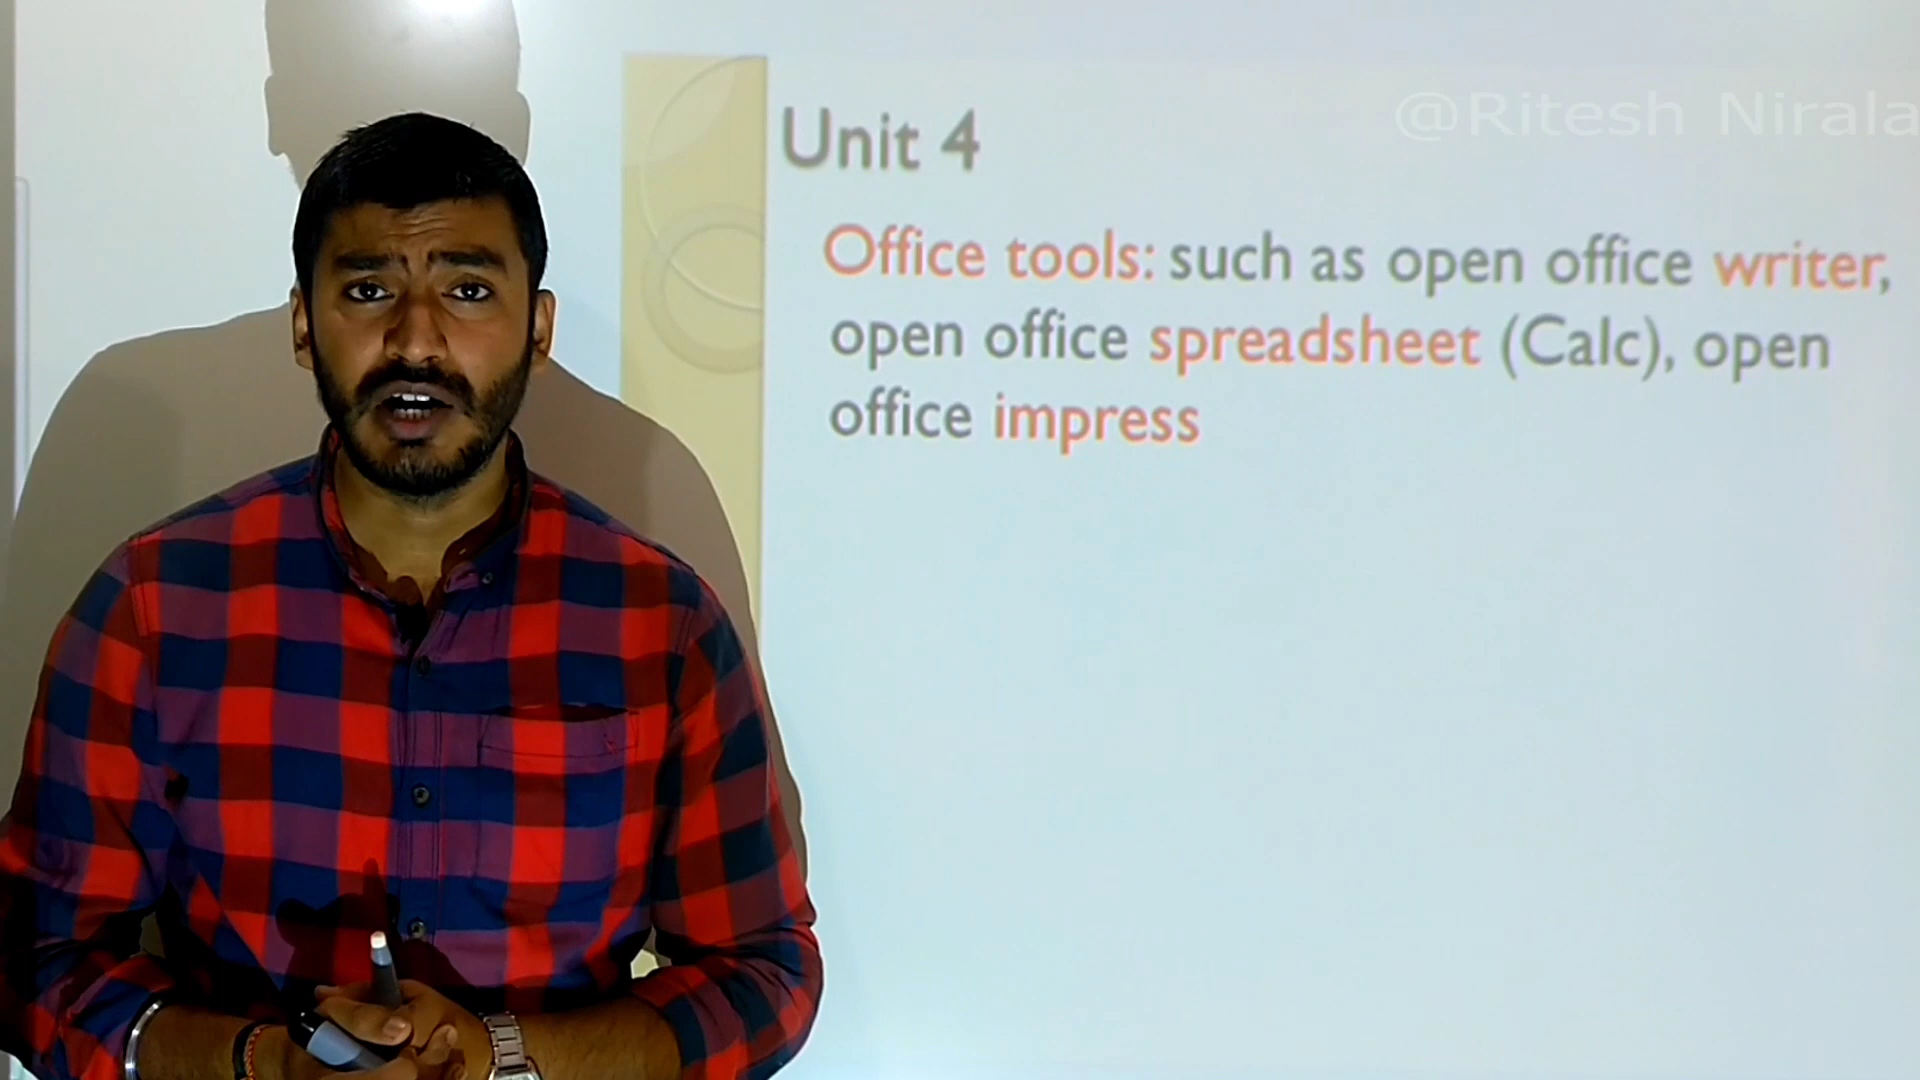 @Ritesh Nirala
Unit 4
Office tools: such as open office writer,
open office spreadsheet (Calc), open
office impress